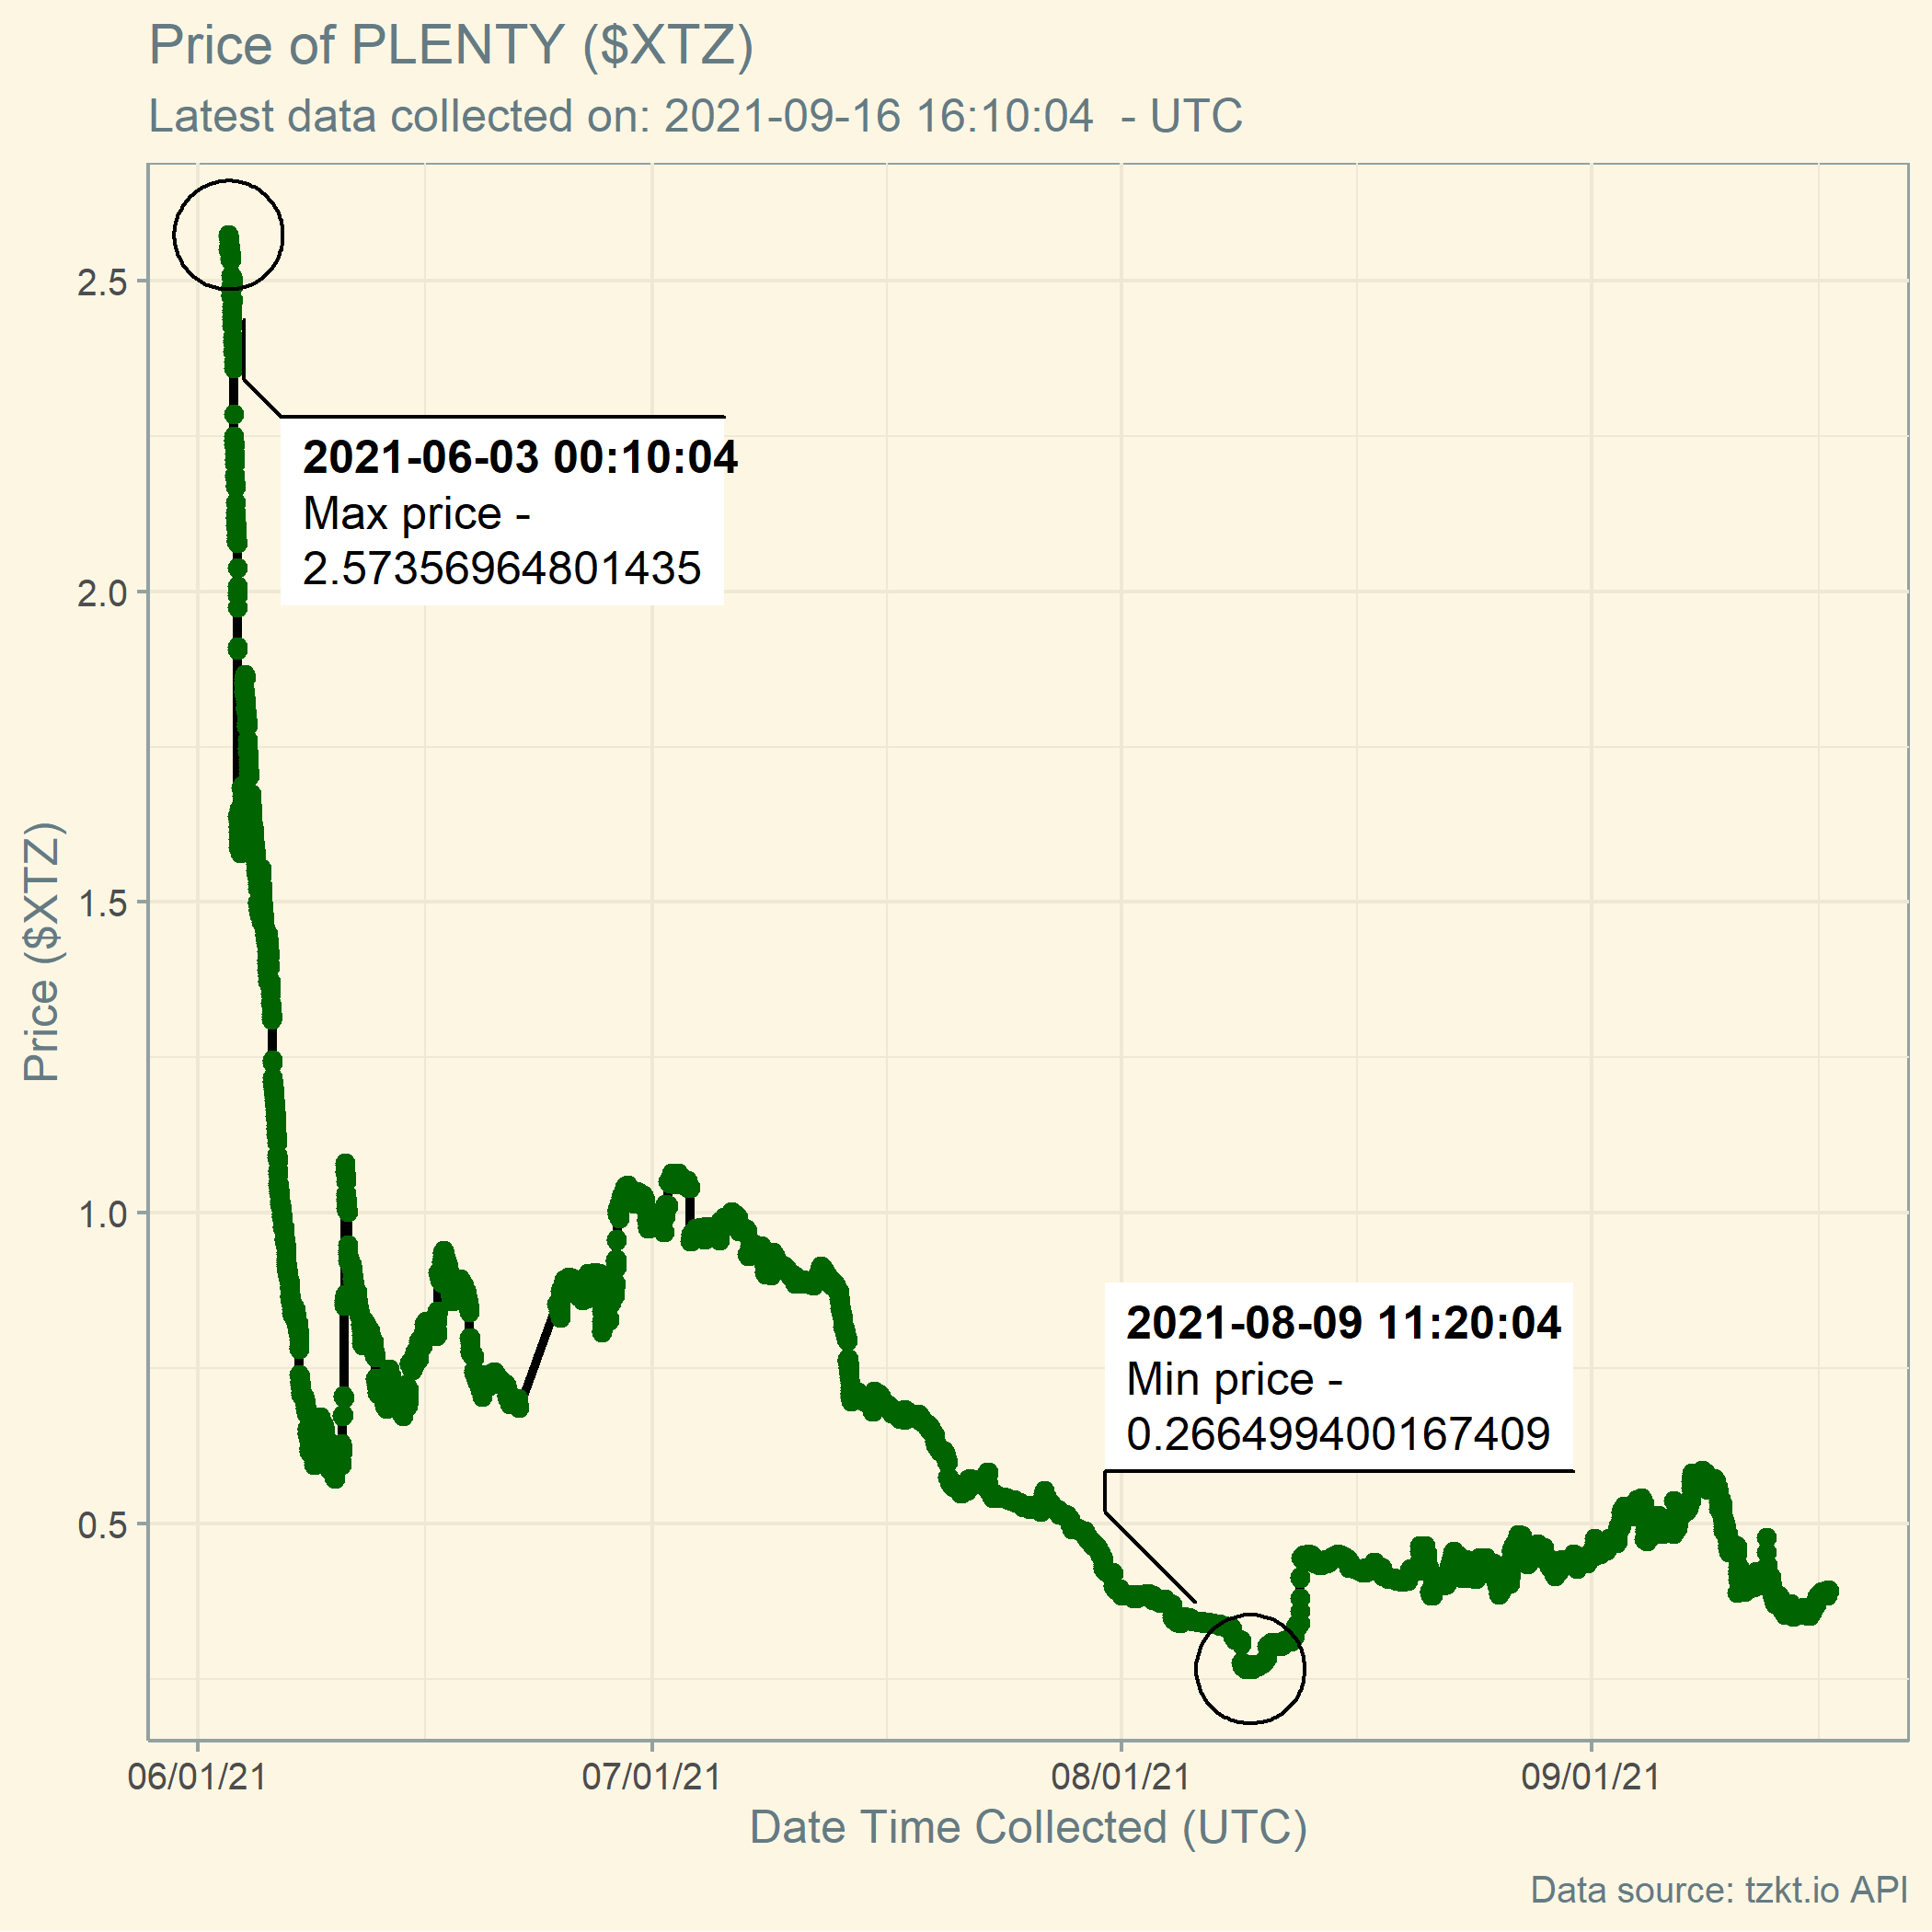 Price of PLENTY ($XTZ)
Latest data collected on: 2021-09-16 16:10:04  - UTC
2.5
2.0
1.5
1.0
0.5
Price ($XTZ)
2021-06-03 00:10:04
Max price -
2.57356964801435
2021-08-09 11:20:04
Min price -
0.266499400167409
06/01/21
07/01/21
08/01/21
09/01/21
Date Time Collected (UTC)
Data source: tzkt.io API